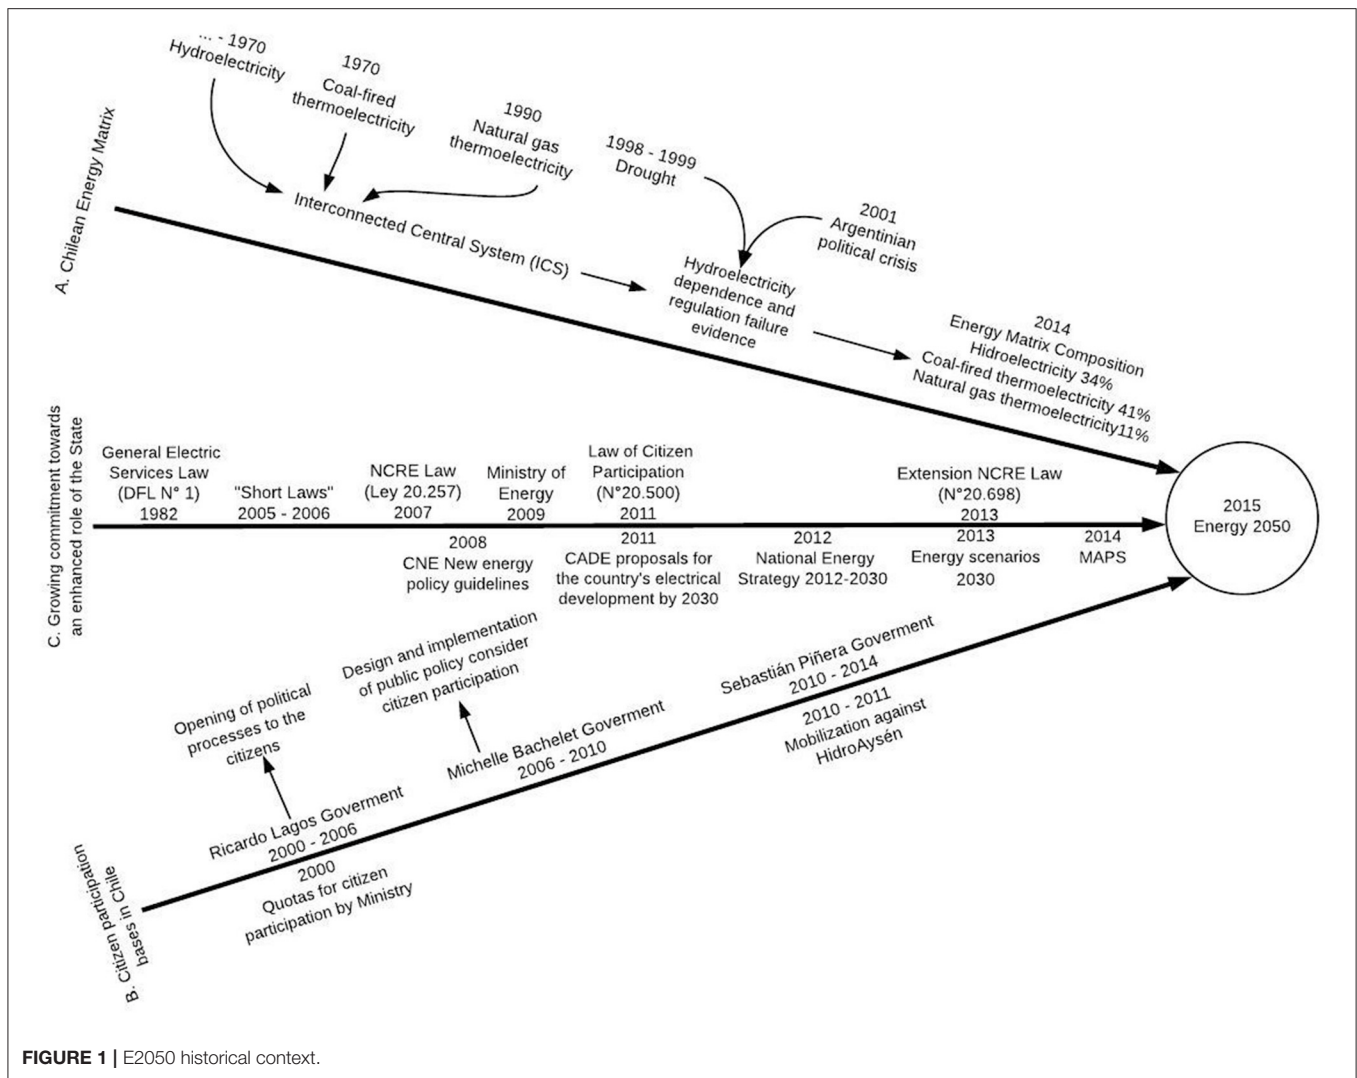 ... - 1970
Hydroelectricity
1970
Coal-fired
thermoelectricity
1990
Natural gas
thermoelectricity
1998 - 1999
Drought
2001
Argentinian
political crisis
A. Chilean Energy Matrix
Interconnected Central System (ICS)
Hydroelectricity
dependence and
regulation failure
evidence
2014
Energy Matrix Composition
Hidroelectricity 34%
Coal-fired thermoelectricity 41%
Natural gas thermoelectricity11%
C. Growing commitment towards
an enhanced role of the State
General Electric
Services Law
(DFL N° 1)
1982
"Short Laws"
2005 - 2006
NCRE Law
(Ley 20.257)
2007
Ministry of
Energy
2009
Law of Citizen
Participation
(N°20.500)
2011
Extension NCRE Law
(N°20.698)
2013
2008
CNE New energy
policy guidelines
2011
CADE proposals for
the country's electrical
development by 2030
2012
National Energy
Strategy 2012-2030
2013
Energy scenarios
2030
2014
MAPS
2015
Energy 2050
B. Citizen participation
bases in Chile
Opening of political
processes to the
citizens
Ricardo Lagos Goverment
2000 - 2006
2000
Quotas for citizen
participation by Ministry
Design and implementation
of public policy consider
citizen participation
Michelle Bachelet Goverment
2006 - 2010
Sebastián Piñera Goverment
2010 - 2014
2010 - 2011
Mobilization against
HidroAysén
FIGURE 1 | E2050 historical context.